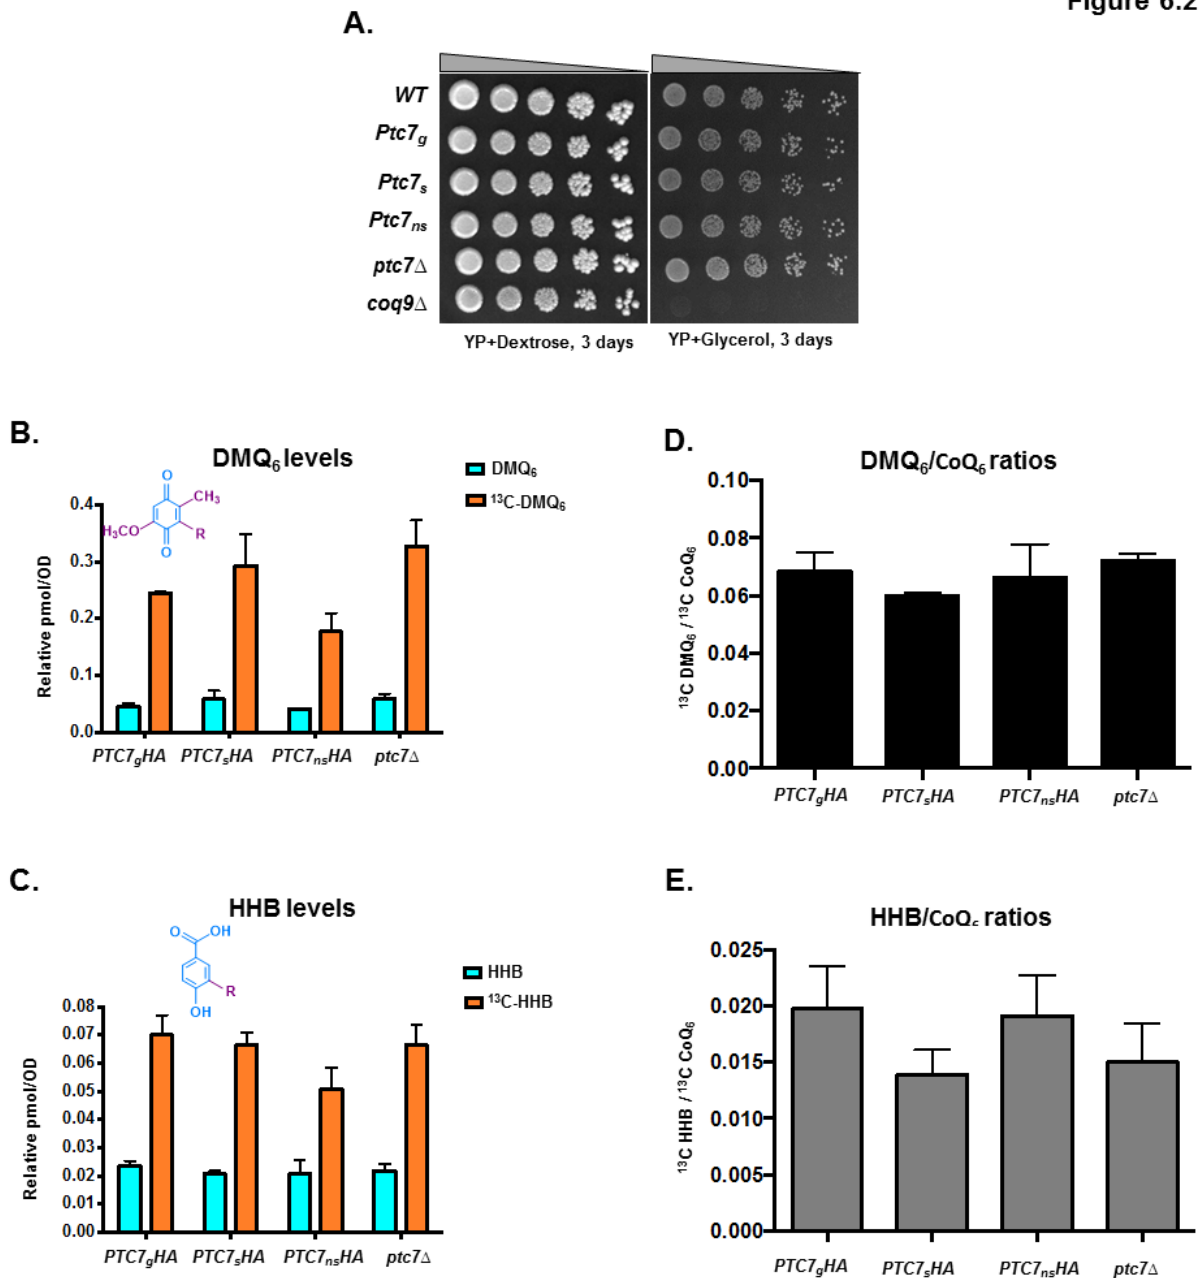 Figure 6.2
A.
WT
Ptc7g
Ptc7s
Ptc7ns
ptc7Δ
coq9Δ
YP+Dextrose, 3 days
YP+Glycerol, 3 days
B.
DMQ6 levels
DMQ6
13C-DMQ6
O
CH3
H3CO
R
O
Relative pmol/OD
0.4
0.3
0.2
0.1
0.0
PTC7gHA
PTC7sHA
PTC7nsHA
ptc7Δ
D.
DMQ6/CoQ6 ratios
13C DMQ6 / 13C CoQ6
0.10
0.08
0.06
0.04
0.02
0.00
PTC7gHA
PTC7sHA
PTC7nsHA
ptc7Δ
C.
HHB levels
HHB
13C-HHB
O
OH
R
OH
Relative pmol/OD
0.08
0.07
0.06
0.05
0.04
0.03
0.02
0.01
0.00
PTC7gHA
PTC7sHA
PTC7nsHA
ptc7Δ
E.
HHB/CoQ6 ratios
13C HHB / 13C CoQ6
0.025
0.020
0.015
0.010
0.005
0.000
PTC7gHA
PTC7sHA
PTC7nsHA
ptc7Δ